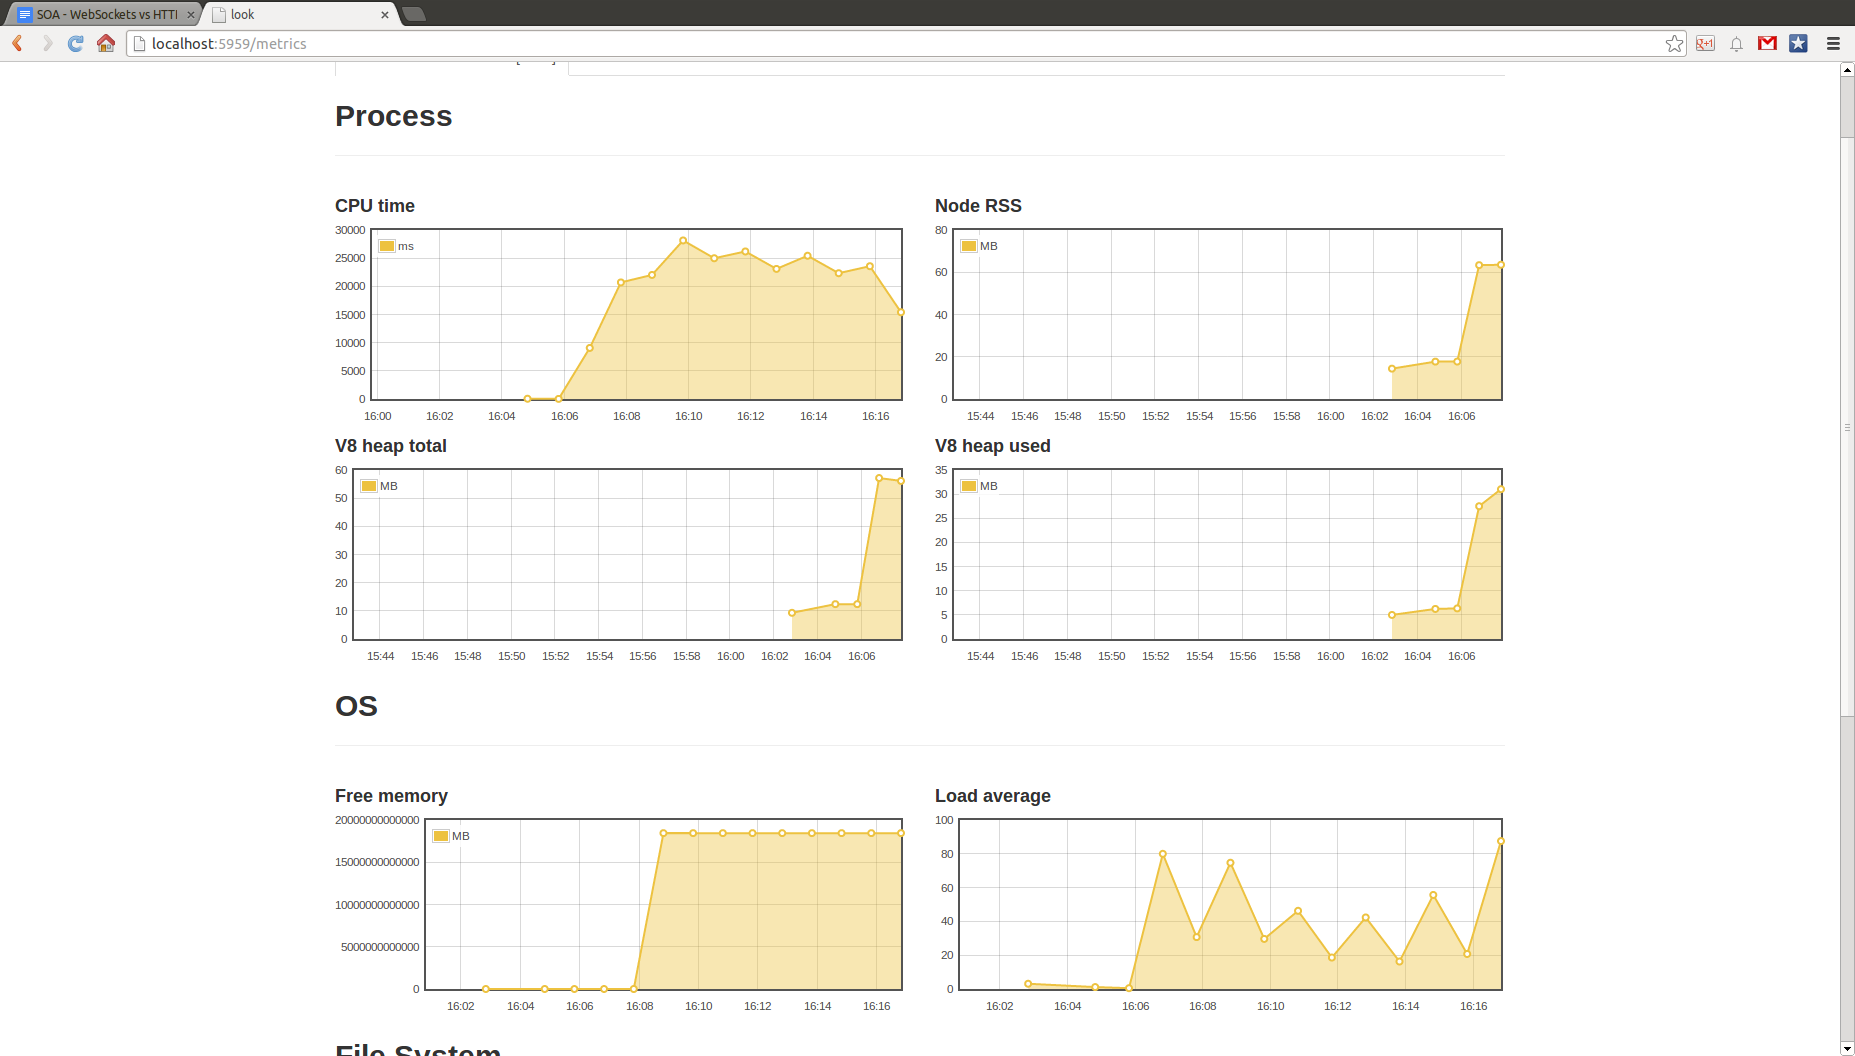 SOA - WebSockets vs HTTI
look
localhost:5959/metrics
Process
CPU time
ms
30000
25000
20000
15000
10000
5000
0
16:00 16:02 16:04 16:06 16:08 16:10 16:12 16:14 16:16
Node RSS
MB
80
60
40
20
0
15:44 15:46 15:48 15:50 15:52 15:54 15:56 15:58 16:00 16:02 16:04 16:06
V8 heap total
MB
60
50
40
30
20
10
0
15:44 15:46 15:48 15:50 15:52 15:54 15:56 15:58 16:00 16:02 16:04 16:06
V8 heap used
MB
35
30
25
20
15
10
5
0
15:44 15:46 15:48 15:50 15:52 15:54 15:56 15:58 16:00 16:02 16:04 16:06
OS
Free memory
MB
20000000000000
15000000000000
10000000000000
5000000000000
0
16:02 16:04 16:06 16:08 16:10 16:12 16:14 16:16
Load average
100
80
60
40
20
0
16:02 16:04 16:06 16:08 16:10 16:12 16:14 16:16
File System